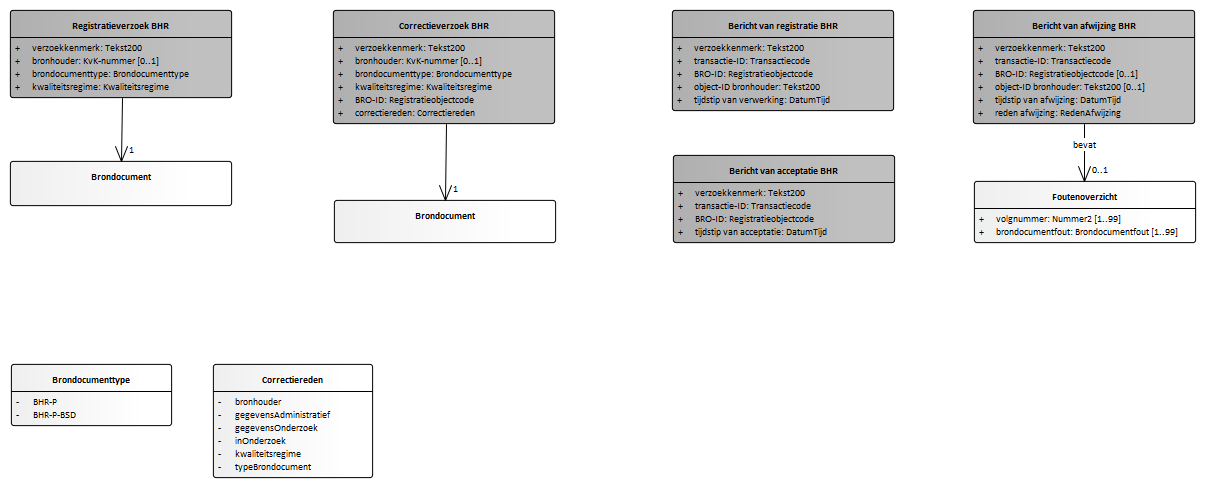 Registratieverzoek BHR
+ verzoekkenmerk: Tekst200
+ bronhouder: KvK-nummer [0..1]
+ brondocumenttype: Brondocumenttype
+ kwaliteitsregime: Kwaliteitsregime
1
Brondocument
Correctieverzoek BHR
+ verzoekkenmerk: Tekst200
+ bronhouder: KvK-nummer [0..1]
+ brondocumenttype: Brondocumenttype
+ kwaliteitsregime: Kwaliteitsregime
+ BRO-ID: Registratieobjectcode
+ correctiereden: Correctiereden
1
Brondocument
Bericht van registratie BHR
+ verzoekkenmerk: Tekst200
+ transactie-ID: Transactiecode
+ BRO-ID: Registratieobjectcode
+ object-ID bronhouder: Tekst200
+ tijdstip van verwerking: DatumTijd
Bericht van acceptatie BHR
+ verzoekkenmerk: Tekst200
+ transactie-ID: Transactiecode
+ BRO-ID: Registratieobjectcode
+ tijdstip van acceptatie: DatumTijd
Bericht van afwijzing BHR
+ verzoekkenmerk: Tekst200
+ transactie-ID: Transactiecode
+ BRO-ID: Registratieobjectcode [0..1]
+ object-ID bronhouder: Tekst200 [0..1]
+ tijdstip van afwijzing: DatumTijd
+ reden afwijzing: RedenAfwijzing
bevat
0..1
Foutenoverzicht
+ volgnummer: Nummer2 [1..99]
+ brondocumentfout: Brondocumentfout [1..99]
Brondocumenttype
- BHR-P
- BHR-P-BSD
Correctiereden
- bronhouder
- gegevensAdministratief
- gegevensOnderzoek
- inOnderzoek
- kwaliteitsregime
- typeBrondocument